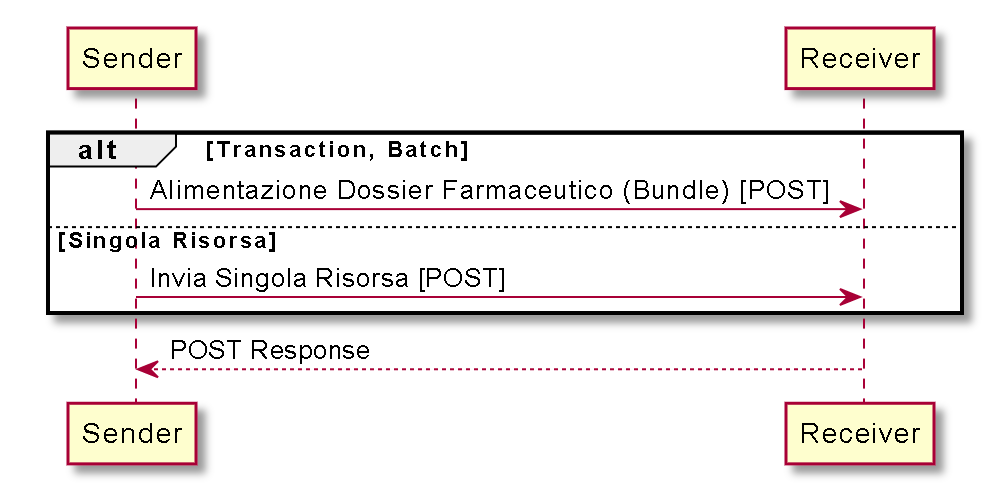 Sender Receiver
alt [Transaction, Batch]
Alimentazione Dossier Farmaceutico (Bundle) [POST]
[Singola Risorsa]
Invia Singola Risorsa [POST]
POST Response
Sender Receiver